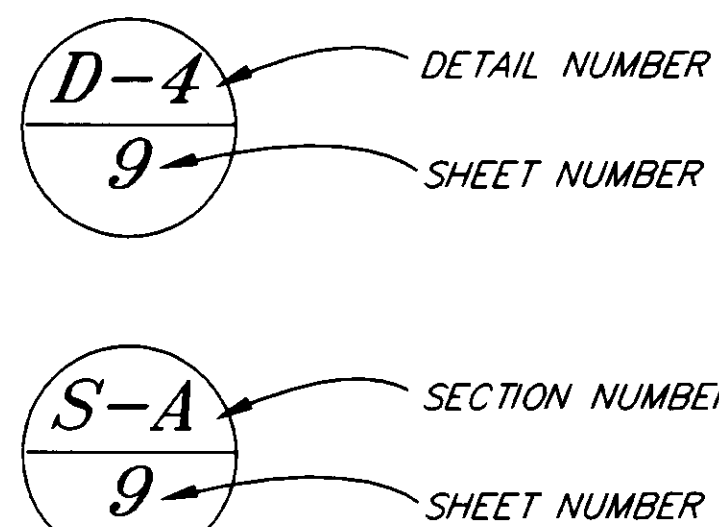 D-4
DETAIL NUMBER
9
SHEET NUMBER
S-A
SECTION NUMBER
9
SHEET NUMBER